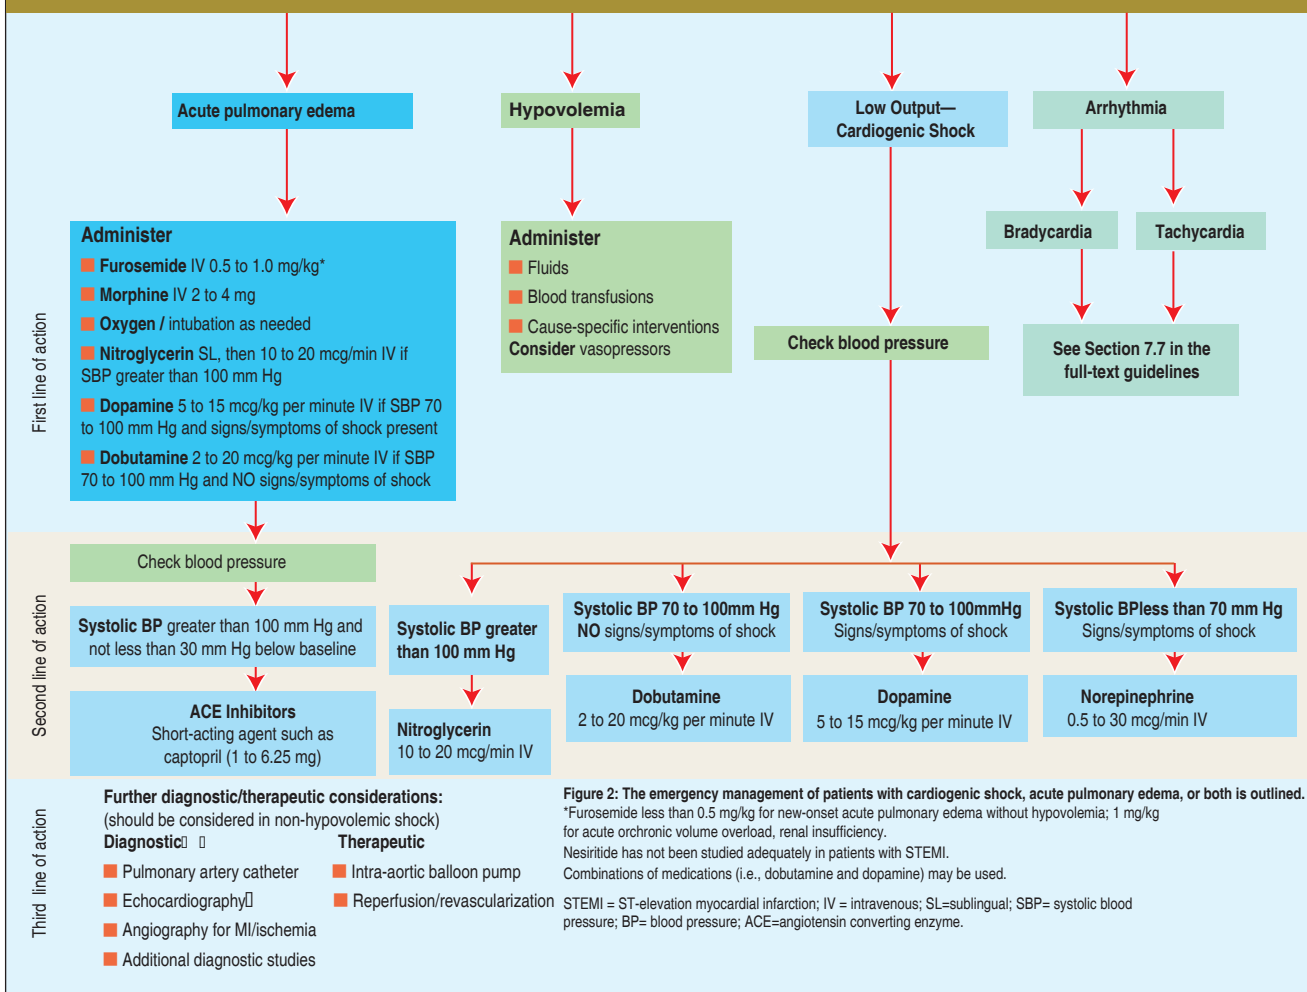 Acute pulmonary edema
Hypovolemia
Low Output—
Cardiogenic Shock
Arrhythmia
Bradycardia
Tachycardia
First line of action
Administer
Furosemide IV 0.5 to 1.0 mg/kg*
Morphine IV 2 to 4 mg
Oxygen / intubation as needed
Nitroglycerin SL, then 10 to 20 mcg/min IV if
SBP greater than 100 mm Hg
Dopamine 5 to 15 mcg/kg per minute IV if SBP 70
to 100 mm Hg and signs/symptoms of shock present
Dobutamine 2 to 20 mcg/kg per minute IV if SBP
70 to 100 mm Hg and NO signs/symptoms of shock
Administer
Fluids
Blood transfusions
Cause-specific interventions
Consider vasopressors
Check blood pressure
See Section 7.7 in the
full-text guidelines
Second line of action
Check blood pressure
Systolic BP greater than 100 mm Hg and
not less than 30 mm Hg below baseline
ACE Inhibitors
Short-acting agent such as
captopril (1 to 6.25 mg)
Systolic BP greater
than 100 mm Hg
Nitroglycerin
10 to 20 mcg/min IV
Systolic BP 70 to 100mm Hg
NO signs/symptoms of shock
Dobutamine
2 to 20 mcg/kg per minute IV
Systolic BP 70 to 100mmHg
Signs/symptoms of shock
Dopamine
5 to 15 mcg/kg per minute IV
Systolic BPless than 70 mm Hg
Signs/symptoms of shock
Norepinephrine
0.5 to 30 mcg/min IV
Third line of action
Further diagnostic/therapeutic considerations:
(should be considered in non-hypovolemic shock)
Diagnostic
Pulmonary artery catheter
Echocardiography
Angiography for MI/ischemia
Additional diagnostic studies
Therapeutic
Intra-aortic balloon pump
Reperfusion/revascularization
Figure 2: The emergency management of patients with cardiogenic shock, acute pulmonary edema, or both is outlined.
*Furosemide less than 0.5 mg/kg for new-onset acute pulmonary edema without hypovolemia; 1 mg/kg
for acute orchronic volume overload, renal insufficiency.
Nesiritide has not been studied adequately in patients with STEMI.
Combinations of medications (i.e., dobutamine and dopamine) may be used.
STEMI = ST-elevation myocardial infarction; IV = intravenous; SL=sublingual; SBP= systolic blood
pressure; BP= blood pressure; ACE=angiotensin converting enzyme.